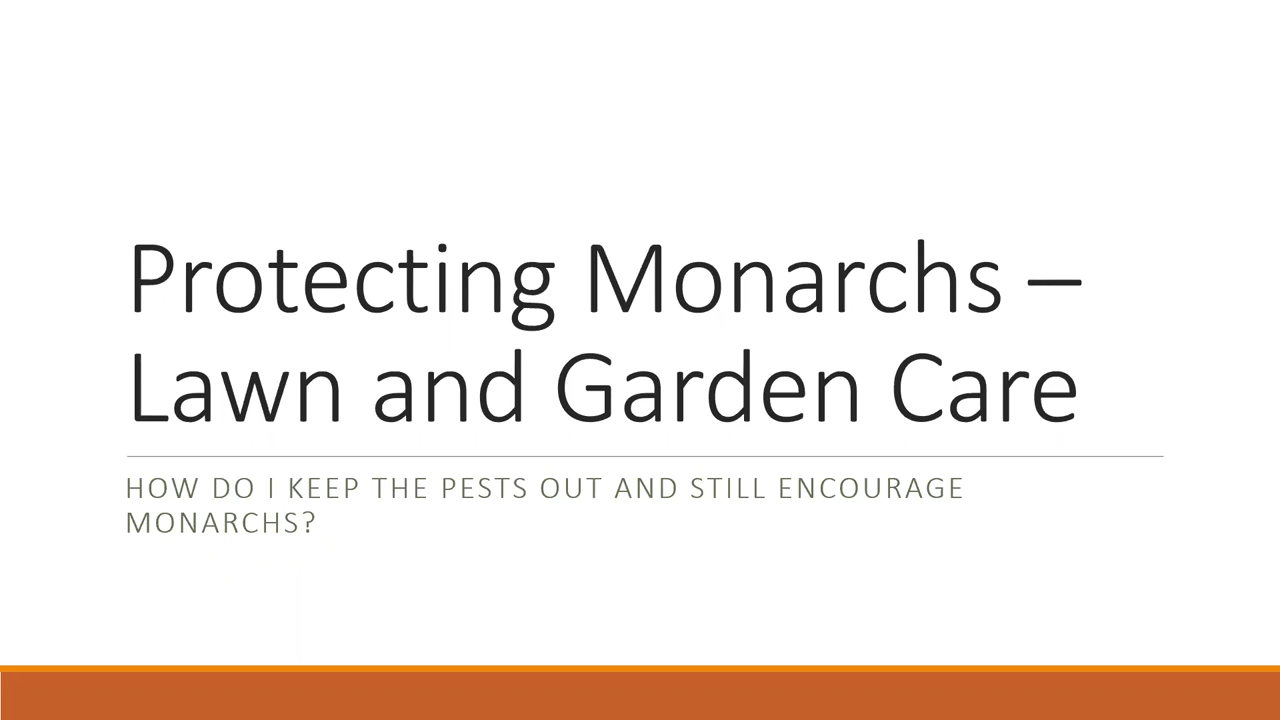 Protecting Monarchs –
Lawn and Garden Care
HOW DO I KEEP THE PESTS OUT AND STILL ENCOURAGE
MONARCHS?